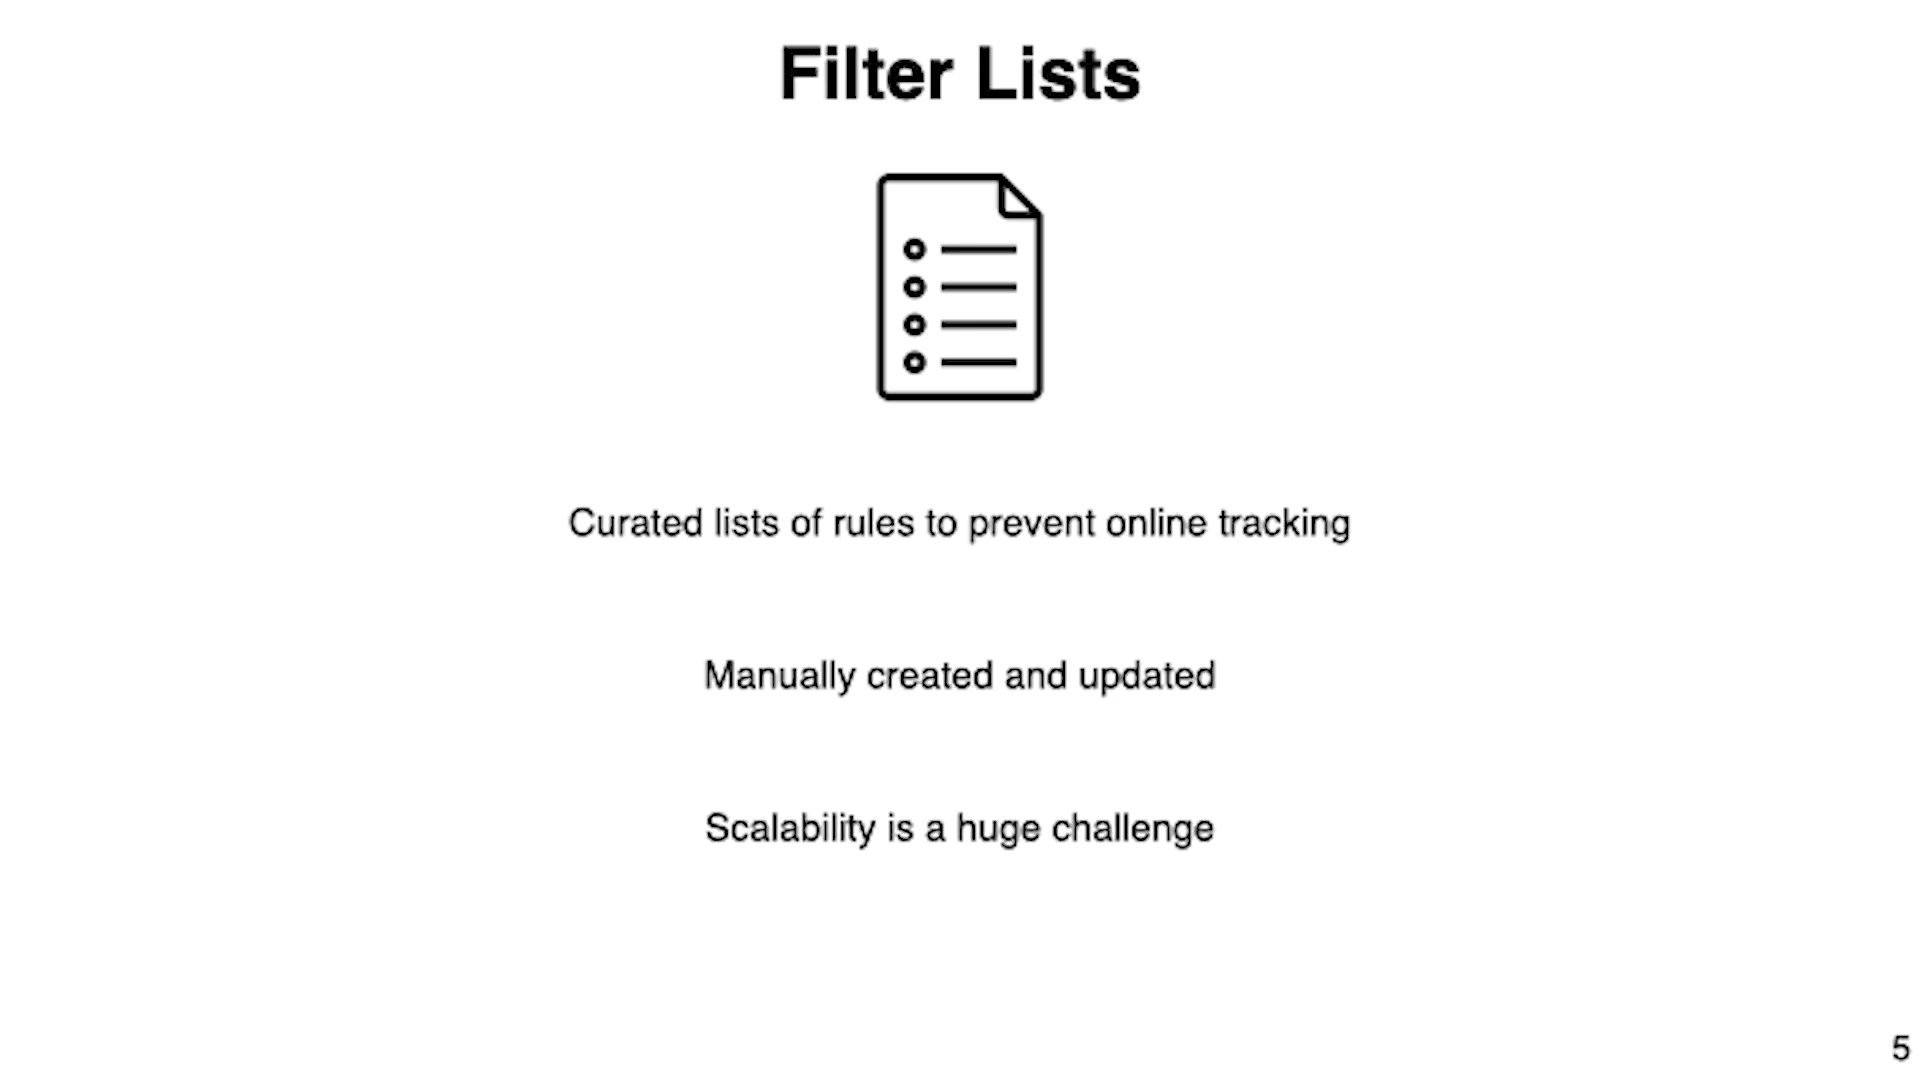 Filter Lists
Curated lists of rules to prevent online tracking
Manually created and updated
Scalability is a huge challenge
5